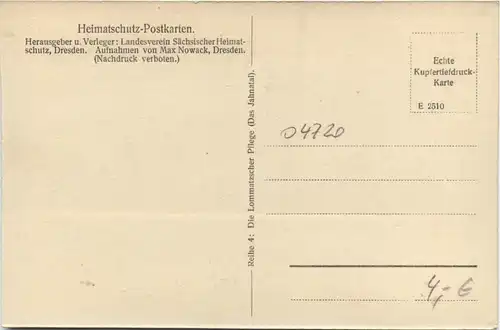 Heimatschutz-Postkarten.
Herausgeber u. Verleger: Landesverein Sächsischer Heimat-
schutz, Dresden. Aufnahmen von Max Nowack, Dresden.
(Nachdruck verboten.)
Reihe 4: Die Lommatzscher Pflege (Das Jahnatal).
Echte
Kupfertiefdruck-
Karte
E 2510
04720
4,- €